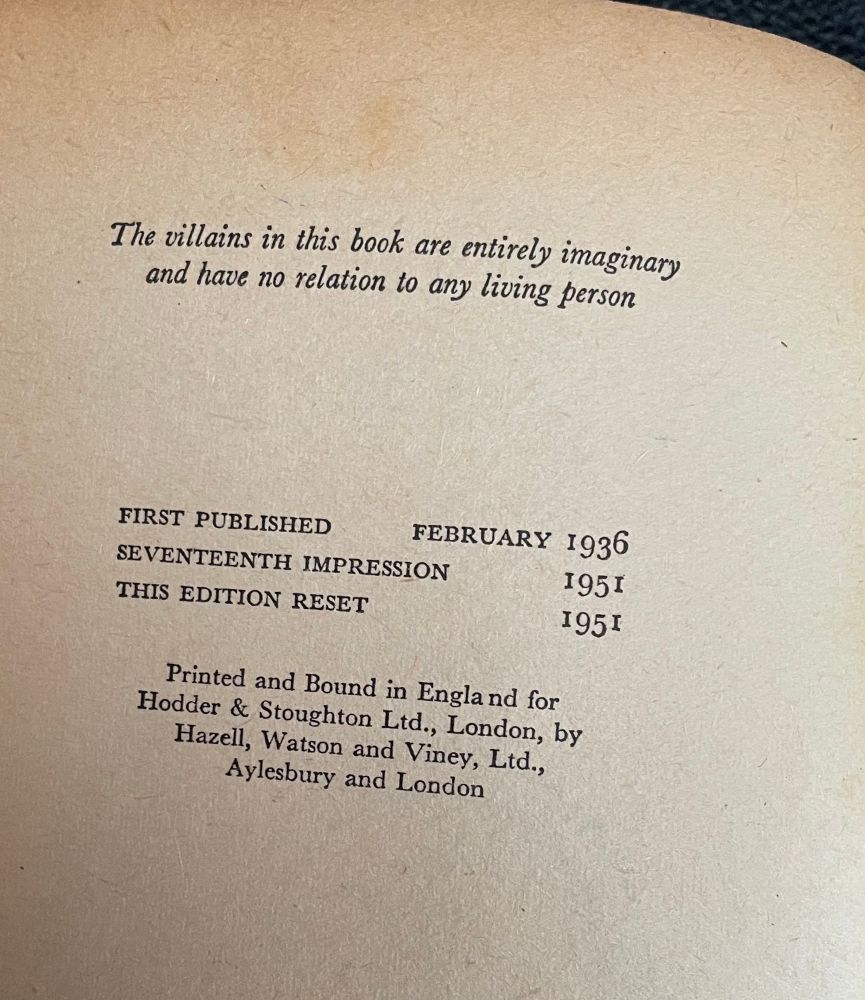 The villains in this book are entirely imaginary
and have no relation to any living person
FIRST PUBLISHED FEBRUARY 1936
SEVENTEENTH IMPRESSION 1951
THIS EDITION RESET 1951
Printed and Bound in England for
Hodder & Stoughton Ltd., London, by
Hazell, Watson and Viney, Ltd.,
Aylesbury and London